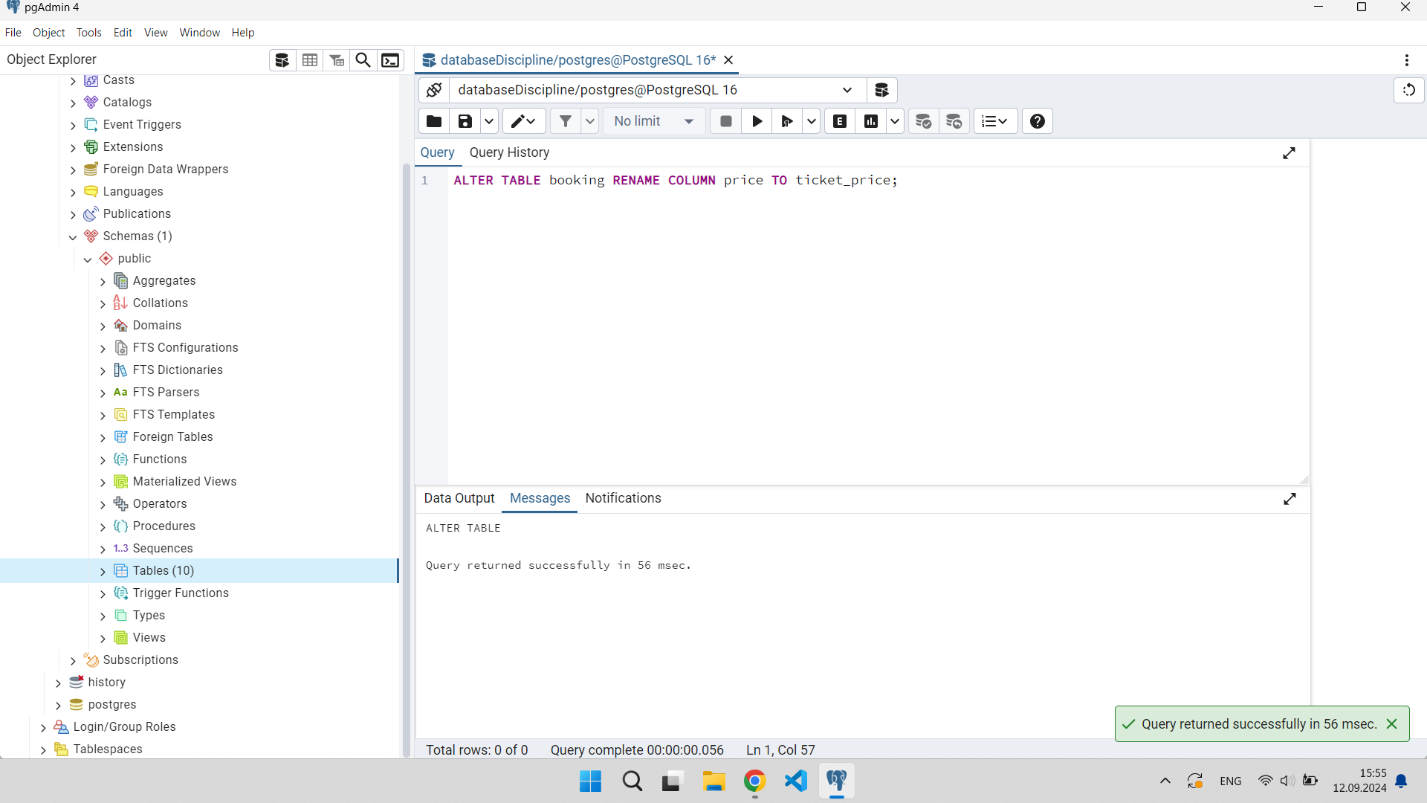 pgAdmin 4
File Object Tools Edit View Window Help
Object Explorer
databaseDiscipline/postgres@PostgreSQL 16*
databaseDiscipline/postgres@PostgreSQL 16
No limit
E
Query Query History
1 ALTER TABLE booking RENAME COLUMN price TO ticket_price;
Casts
Catalogs
Event Triggers
Extensions
Foreign Data Wrappers
Languages
Publications
Schemas (1)
public
Aggregates
Collations
Domains
FTS Configurations
FTS Dictionaries
Aa FTS Parsers
FTS Templates
Foreign Tables
Functions
Materialized Views
Operators
Procedures
1..3 Sequences
Tables (10)
Trigger Functions
Types
Views
Subscriptions
history
postgres
Login/Group Roles
Tablespaces
Data Output Messages Notifications
ALTER TABLE
Query returned successfully in 56 msec.
Query returned successfully in 56 msec.
Total rows: 0 of 0 Query complete 00:00:00.056 Ln 1, Col 57
ENG
15:55
12.09.2024